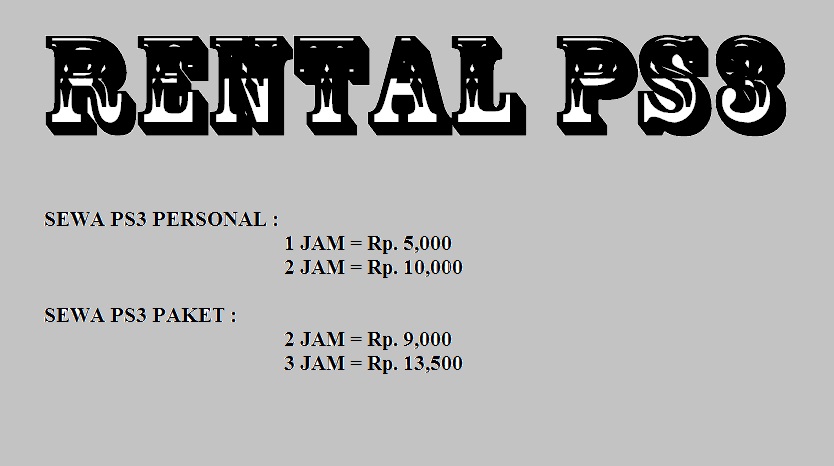 RENTAL PS3
SEWA PS3 PERSONAL :
1 JAM = Rp. 5,000
2 JAM = Rp. 10,000
SEWA PS3 PAKET :
2 JAM = Rp. 9,000
3 JAM = Rp. 13,500